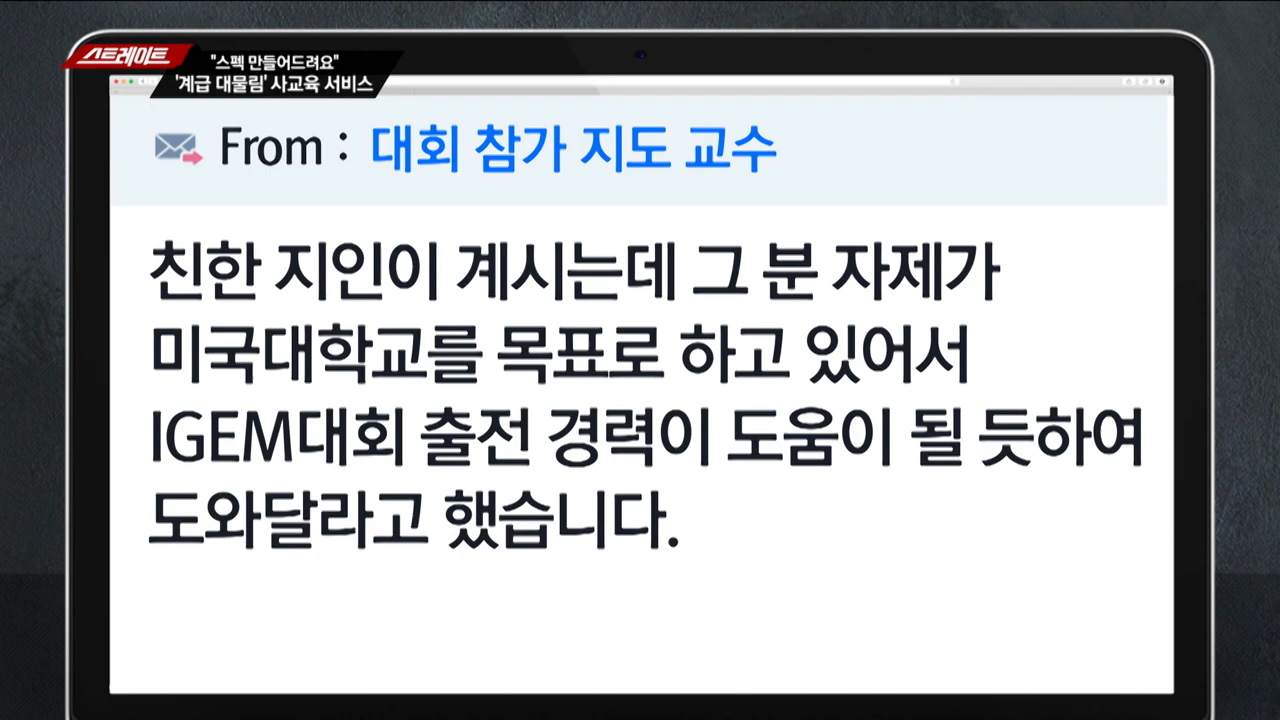 스트레이트
"스펙 만들어드려요"
'계급 대물림' 사교육 서비스
From : 대회 참가 지도 교수
친한 지인이 계시는데 그 분 자제가
미국대학교를 목표로 하고 있어서
IGEM대회 출전 경력이 도움이 될 듯하여
도와달라고 했습니다.